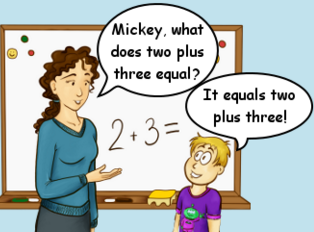 Mickey, what
does two plus
three equal?
It equals two
plus three!
2+3=